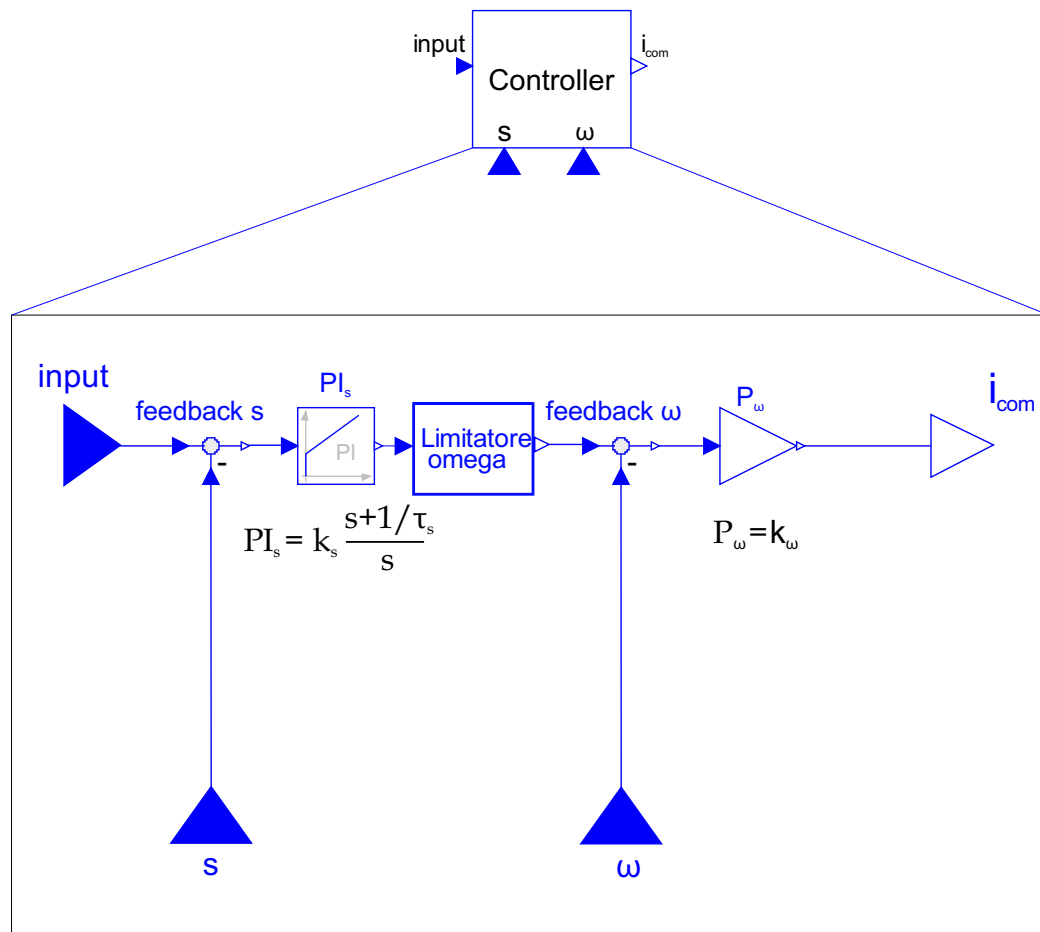 input
i_com
Controller
s
ω
input
feedback s
PI_s
PI
Limitatore
omega
feedback ω
P_ω
i_com
-
-
PI_s = k_s (s+1/τ_s)/s
P_ω = k_ω
s
ω